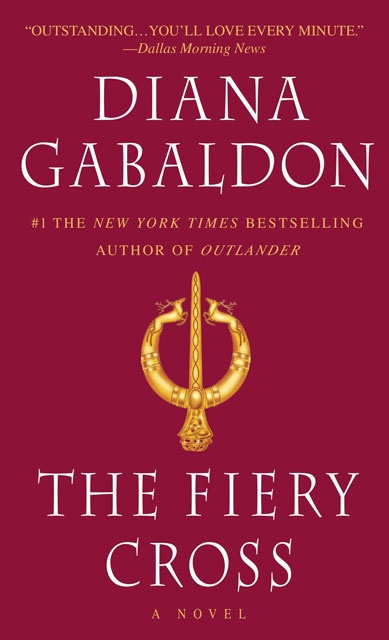 “OUTSTANDING…YOU’LL LOVE EVERY MINUTE.”
—Dallas Morning News
DIANA
GABALDON
#1 THE NEW YORK TIMES BESTSELLING
AUTHOR OF OUTLANDER
THE FIERY
CROSS
A NOVEL